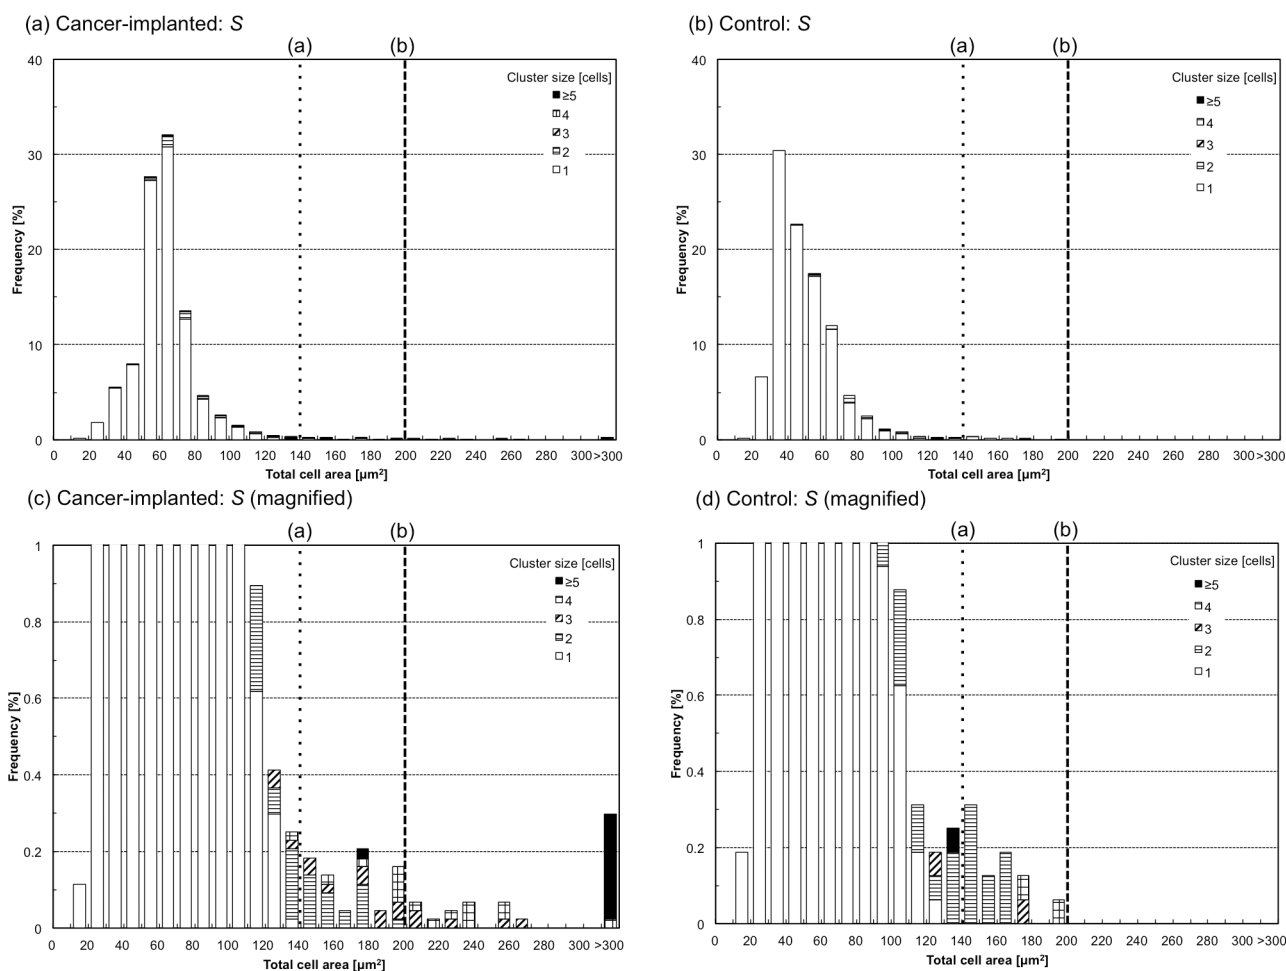 (a) Cancer-implanted: S
(a)
(b)
40
30
20
10
0
Frequency [%]
Cluster size [cells]
≥5
4
3
2
1
0 20 40 60 80 100 120 140 160 180 200 220 240 260 280 300 >300
Total cell area [µm²]
(b) Control: S
(a)
(b)
40
30
20
10
0
Frequency [%]
Cluster size [cells]
≥5
4
3
2
1
0 20 40 60 80 100 120 140 160 180 200 220 240 260 280 300 >300
Total cell area [µm²]
(c) Cancer-implanted: S (magnified)
(a)
(b)
1
0.8
0.6
0.4
0.2
0
Frequency [%]
Cluster size [cells]
≥5
4
3
2
1
0 20 40 60 80 100 120 140 160 180 200 220 240 260 280 300 >300
Total cell area [µm²]
(d) Control: S (magnified)
(a)
(b)
1
0.8
0.6
0.4
0.2
0
Frequency [%]
Cluster size [cells]
≥5
4
3
2
1
0 20 40 60 80 100 120 140 160 180 200 220 240 260 280 300 >300
Total cell area [µm²]